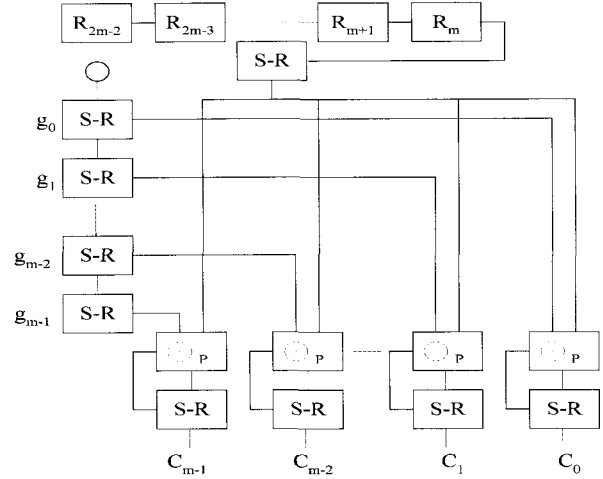 R2m-2 R2m-3 Rm+1 Rm
S-R
g0 S-R
g1 S-R
gm-2 S-R
gm-1 S-R
P P P P
S-R S-R S-R S-R
Cm-1 Cm-2 C1 C0